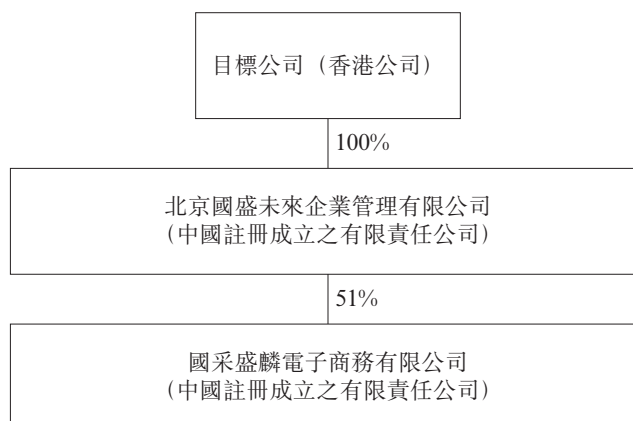 目標公司（香港公司）
100%
北京國盛未來企業管理有限公司
（中國註冊成立之有限責任公司）
51%
國采盛麟電子商務有限公司
（中國註冊成立之有限責任公司）